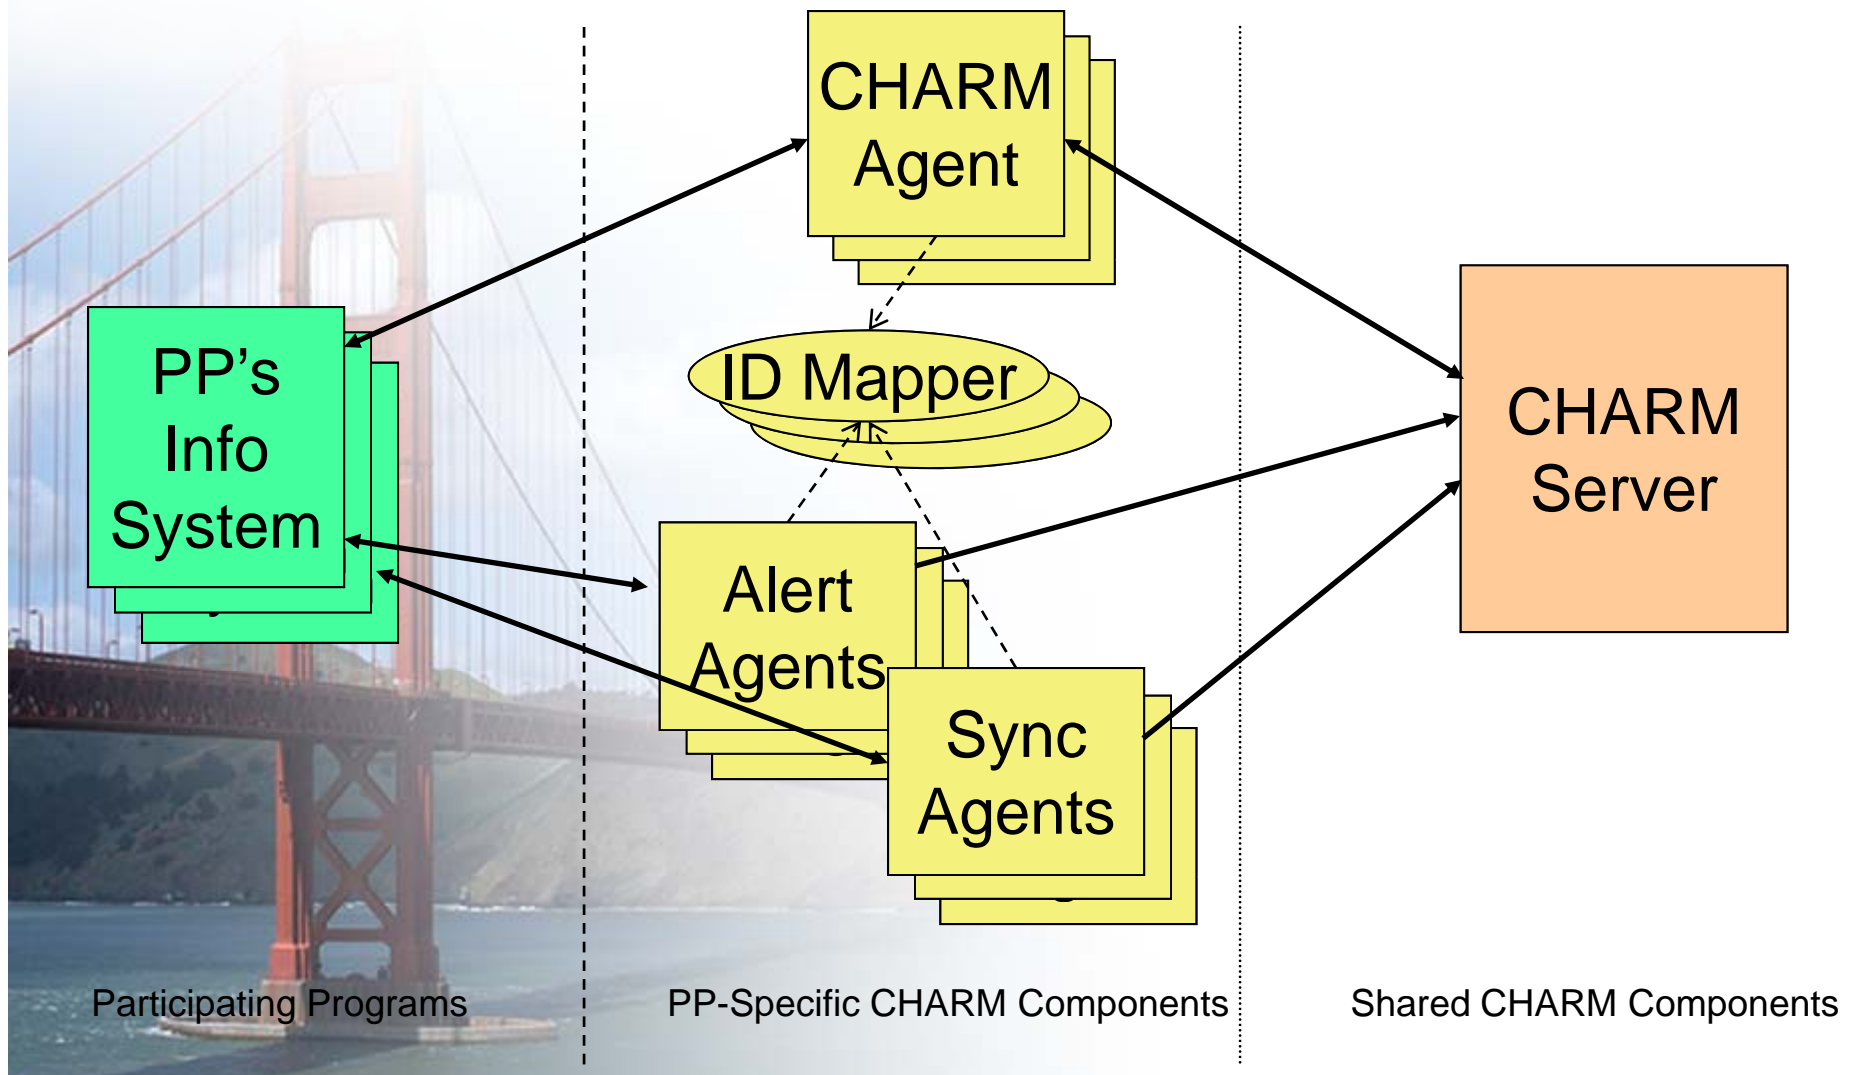 CHARM
Agent
PP's
Info
System
ID Mapper
CHARM
Server
Alert
Agents
Sync
Agents
Participating Programs
PP-Specific CHARM Components
Shared CHARM Components